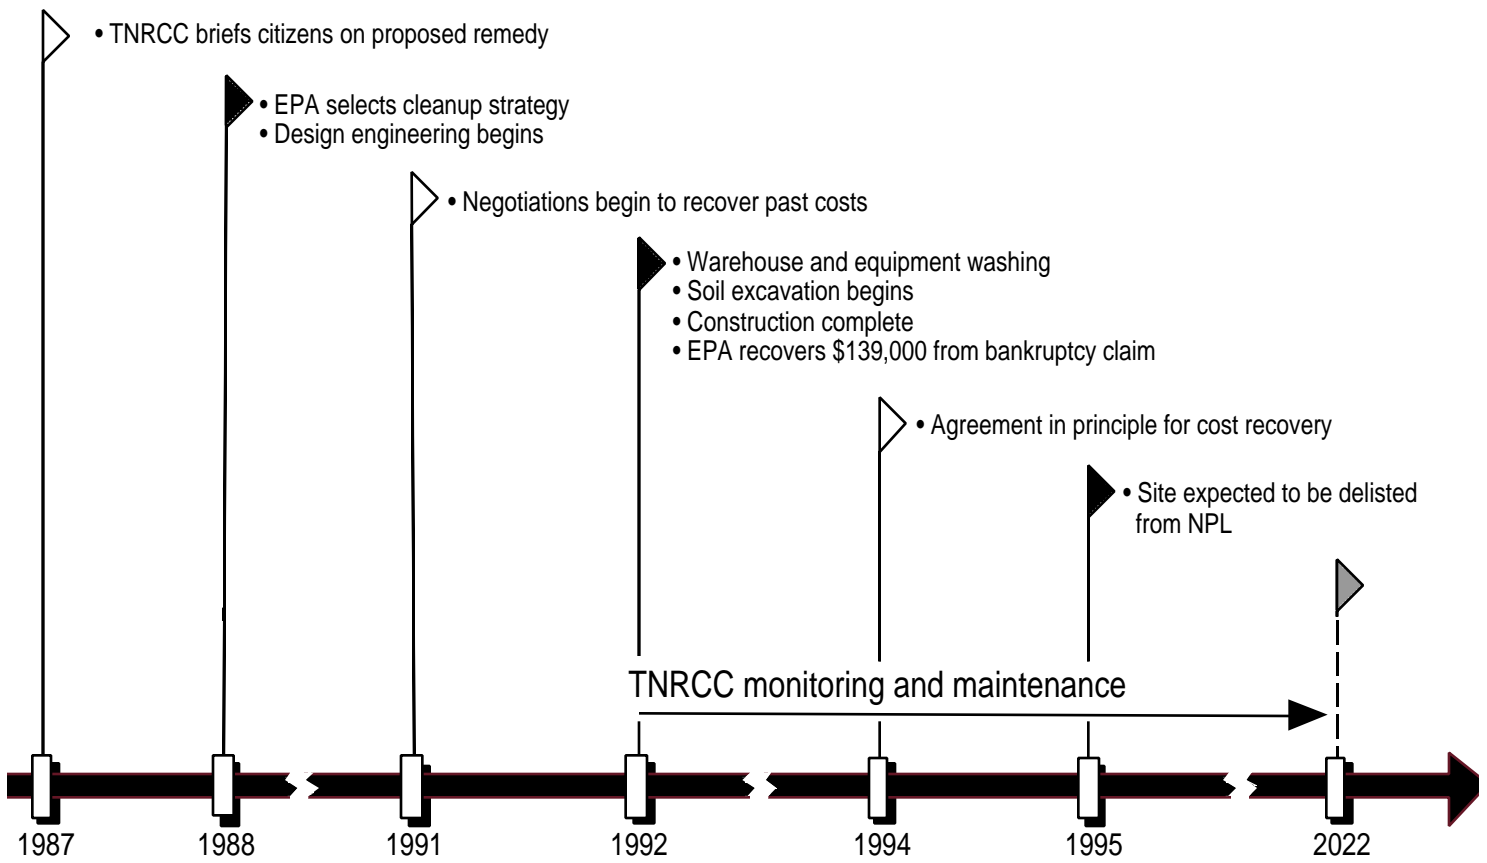 • TNRCC briefs citizens on proposed remedy
• EPA selects cleanup strategy
• Design engineering begins
• Negotiations begin to recover past costs
• Warehouse and equipment washing
• Soil excavation begins
• Construction complete
• EPA recovers $139,000 from bankruptcy claim
• Agreement in principle for cost recovery
• Site expected to be delisted
from NPL
TNRCC monitoring and maintenance
1987 1988 1991 1992 1994 1995 2022